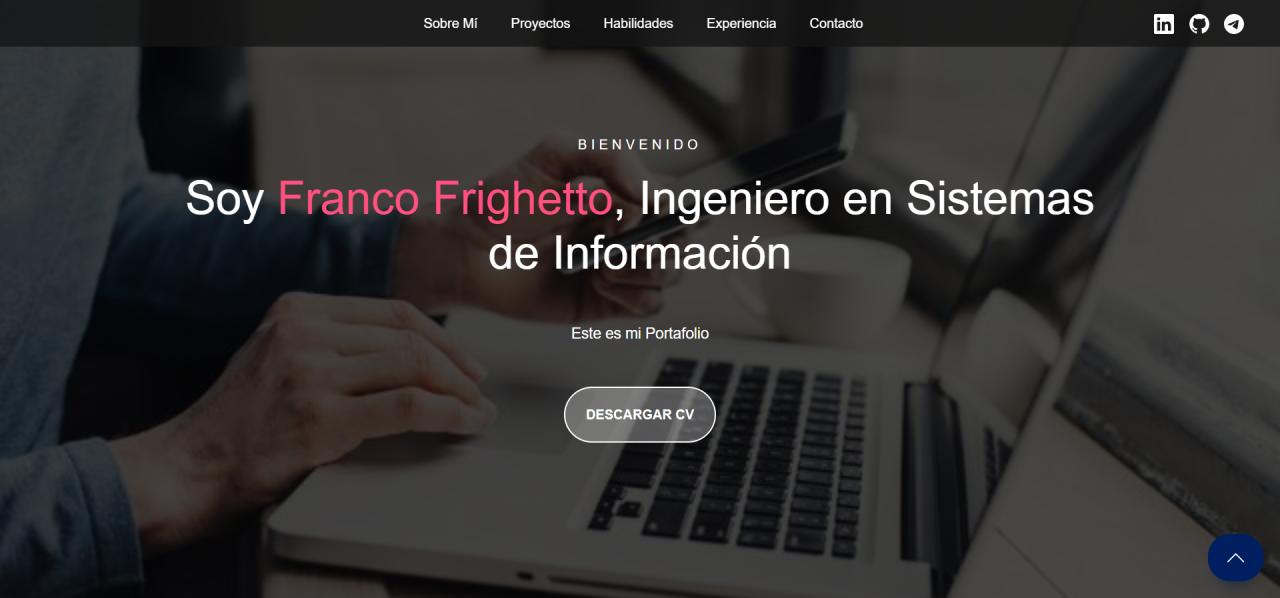 Sobre Mí Proyectos Habilidades Experiencia Contacto
BIENVENIDO
Soy Franco Frighetto, Ingeniero en Sistemas
de Información
Este es mi Portafolio
DESCARGAR CV